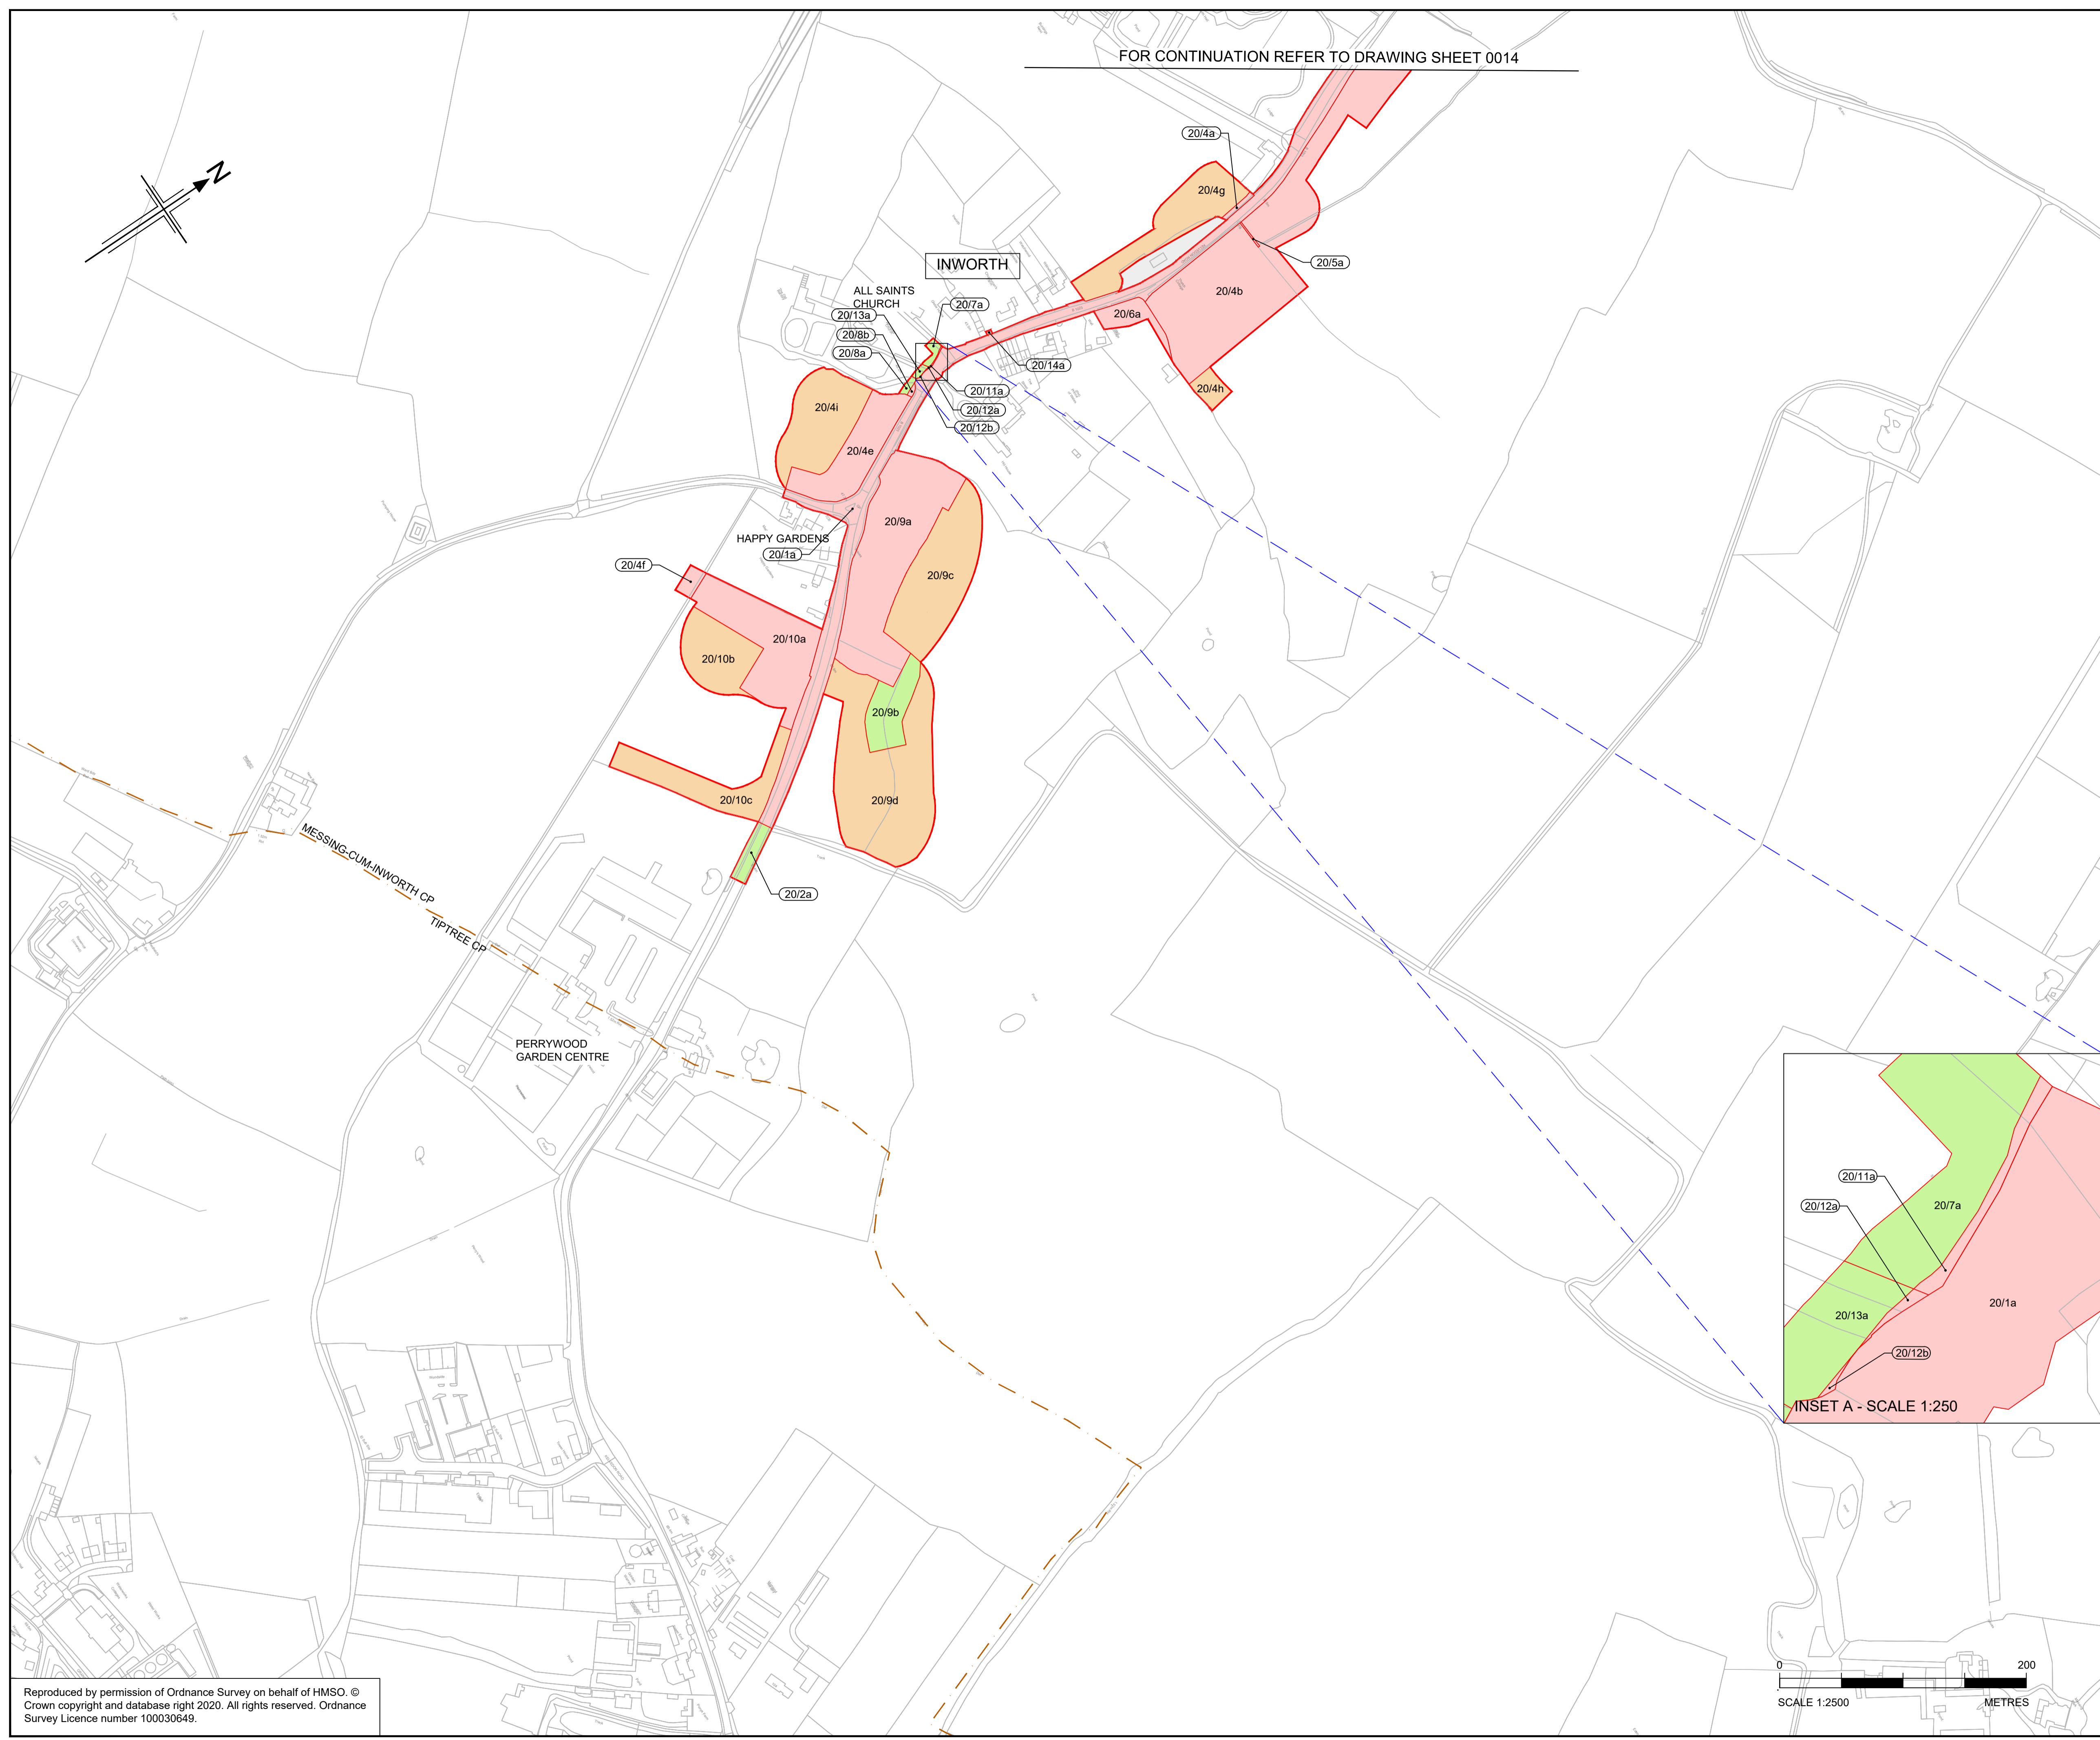 FOR CONTINUATION REFER TO DRAWING SHEET 0014
N
20/4a
20/4g
20/5a
INWORTH
20/4b
ALL SAINTS
CHURCH
20/7a
20/13a
20/6a
20/8b
20/8a
20/14a
20/11a
20/4h
20/12a
20/4i
20/12b
20/4e
20/9a
HAPPY GARDENS
20/1a
20/4f
20/9c
20/10a
20/10b
20/9b
20/10c
20/9d
MESSING-CUM-INWORTH CP
TIPTREE CP
20/2a
PERRYWOOD
GARDEN CENTRE
20/11a
20/12a
20/7a
20/1a
20/13a
20/12b
INSET A - SCALE 1:250
0
200
SCALE 1:2500
METRES
Reproduced by permission of Ordnance Survey on behalf of HMSO. ©
Crown copyright and database right 2020. All rights reserved. Ordnance
Survey Licence number 100030649.